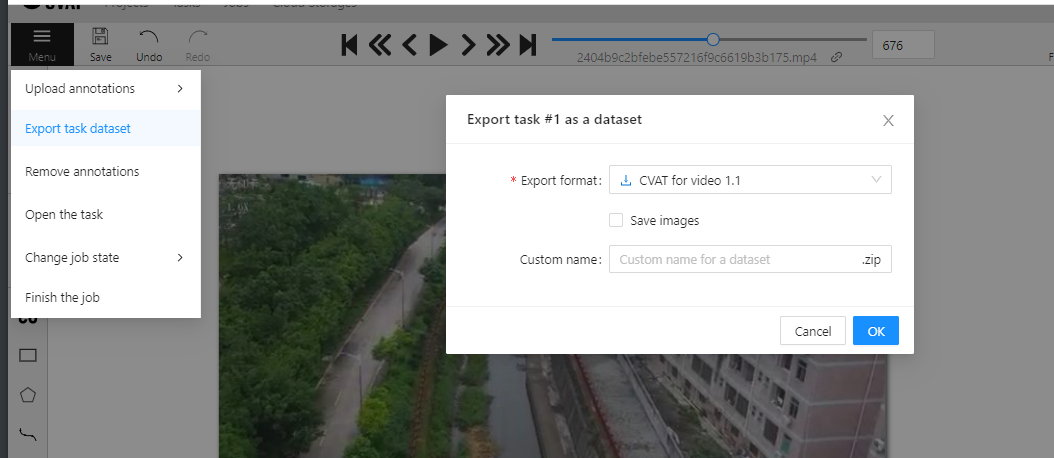 CVAT Projects Tasks Jobs Cloud Storages
Menu Save Undo Redo
2404b9c2bfebe557216f9c6619b3b175.mp4
676
F
Upload annotations
Export task dataset
Remove annotations
Open the task
Change job state
Finish the job
Export task #1 as a dataset
* Export format: CVAT for video 1.1
Save images
Custom name: Custom name for a dataset .zip
Cancel OK